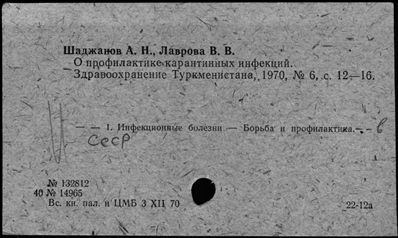 Шаджанов А. Н., Лаврова В. В.
О профилактике карантинных инфекций.
Здравоохранение Туркменистана, 1970, № 6, с. 12—16.
— 1. Инфекционные болезни — Борьба и профилактика. — в
СССР
№ 132812
40 № 14965
Вс. кн. пал. и ЦМБ 3 XII 70
22-12а